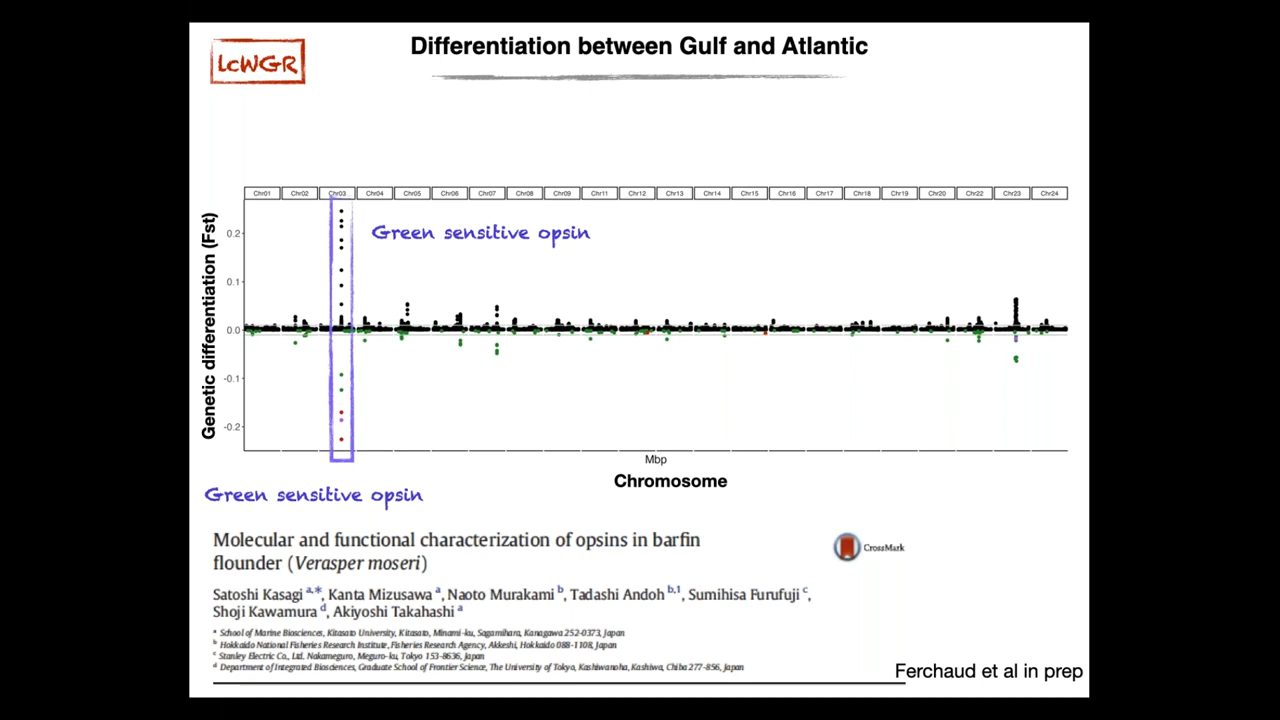 LcWGR
Differentiation between Gulf and Atlantic
Chr01 Chr02 Chr03 Chr04 Chr05 Chr06 Chr07 Chr08 Chr09 Chr11 Chr12 Chr13 Chr14 Chr15 Chr16 Chr17 Chr18 Chr19 Chr20 Chr22 Chr23 Chr24
Genetic differentiation (Fst)
0.2
0.1
0.0
-0.1
-0.2
Green sensitive opsin
Mbp
Chromosome
Green sensitive opsin
Molecular and functional characterization of opsins in barfin
flounder (Verasper moseri)
CrossMark
Satoshi Kasagi a,*, Kanta Mizusawa a, Naoto Murakami b, Tadashi Andoh b,1, Sumihisa Furufuji c,
Shoji Kawamura d, Akiyoshi Takahashi a
a School of Marine Biosciences, Kitasato University, Kitasato, Minami-ku, Sagamihara, Kanagawa 252-0373, Japan
b Hokkaido National Fisheries Research Institute, Fisheries Research Agency, Akkeshi, Hokkaido 088-1108, Japan
c Stanley Electric Co., Ltd. Nakameguro, Meguro-ku, Tokyo 153-8636, Japan
d Department of Integrated Biosciences, Graduate School of Frontier Science, The University of Tokyo, Kashiwanoha, Kashiwa, Chiba 277-856, Japan
Ferchaud et al in prep